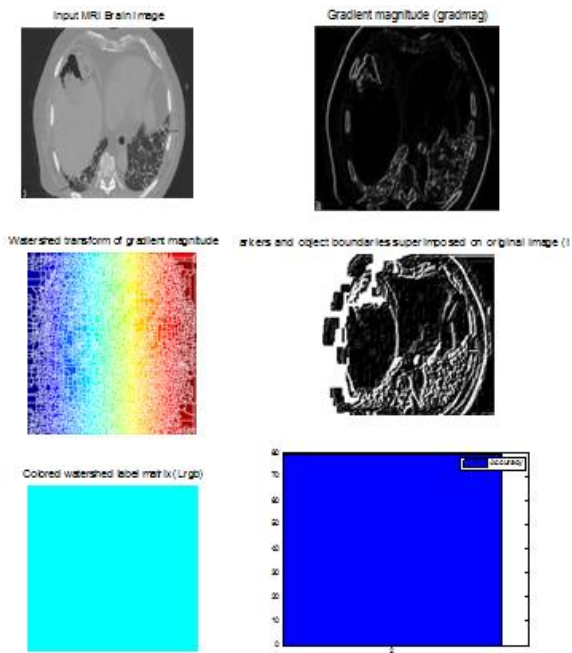 Input MRI Brain Image
Gradient magnitude (gradmag)
Watershed transform of gradient magnitude
arkers and object boundaries superimposed on original image (I
Colored watershed label matrix (Lrgb)
80
70
60
50
40
30
20
10
0
Accuracy